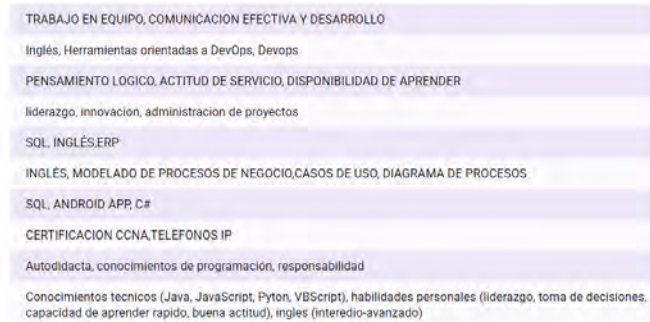 TRABAJO EN EQUIPO, COMUNICACION EFECTIVA Y DESARROLLO
Inglés, Herramientas orientadas a DevOps, Devops
PENSAMIENTO LOGICO, ACTITUD DE SERVICIO, DISPONIBILIDAD DE APRENDER
liderazgo, innovacion, administracion de proyectos
SQL, INGLÉS,ERP
INGLÉS, MODELADO DE PROCESOS DE NEGOCIO,CASOS DE USO, DIAGRAMA DE PROCESOS
SQL, ANDROID APP, C#
CERTIFICACION CCNA,TELEFONOS IP
Autodidacta, conocimientos de programación, responsabilidad
Conocimientos tecnicos (Java, JavaScript, Pyton, VBScript), habilidades personales (liderazgo, toma de decisiones,
capacidad de aprender rapido, buena actitud), ingles (interedio-avanzado)